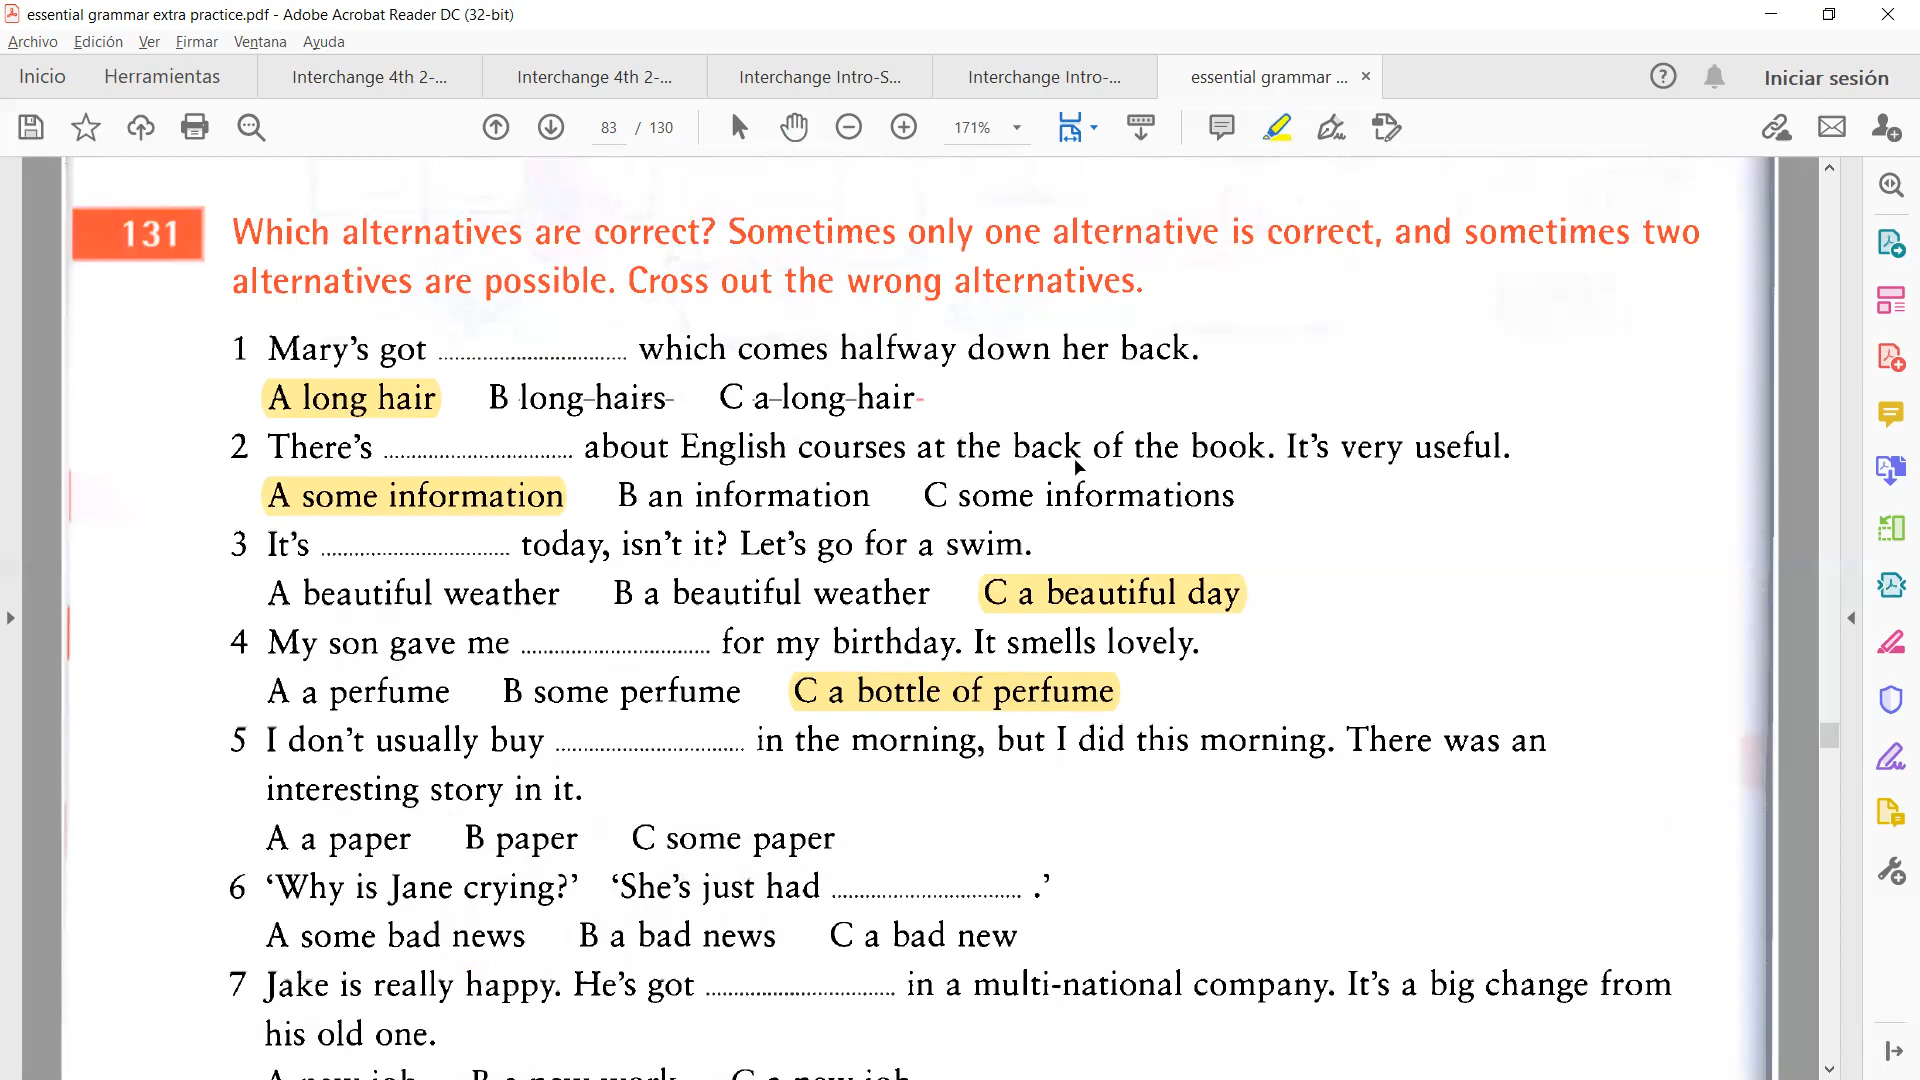 essential grammar extra practice.pdf - Adobe Acrobat Reader DC (32-bit)
Archivo Edición Ver Firmar Ventana Ayuda
Inicio Herramientas Interchange 4th 2-... Interchange 4th 2-... Interchange Intro-S... Interchange Intro-... essential grammar ... × Iniciar sesión
83 / 130 171%
131 Which alternatives are correct? Sometimes only one alternative is correct, and sometimes two
alternatives are possible. Cross out the wrong alternatives.
1 Mary's got .............................. which comes halfway down her back.
A long hair B long hairs C a long hair
2 There's .............................. about English courses at the back of the book. It's very useful.
A some information B an information C some informations
3 It's .............................. today, isn't it? Let's go for a swim.
A beautiful weather B a beautiful weather C a beautiful day
4 My son gave me .............................. for my birthday. It smells lovely.
A a perfume B some perfume C a bottle of perfume
5 I don't usually buy .............................. in the morning, but I did this morning. There was an
interesting story in it.
A a paper B paper C some paper
6 ‘Why is Jane crying?’ ‘She's just had .............................. .’
A some bad news B a bad news C a bad new
7 Jake is really happy. He's got .............................. in a multi-national company. It's a big change from
his old one.
A new job B a new work C a new job